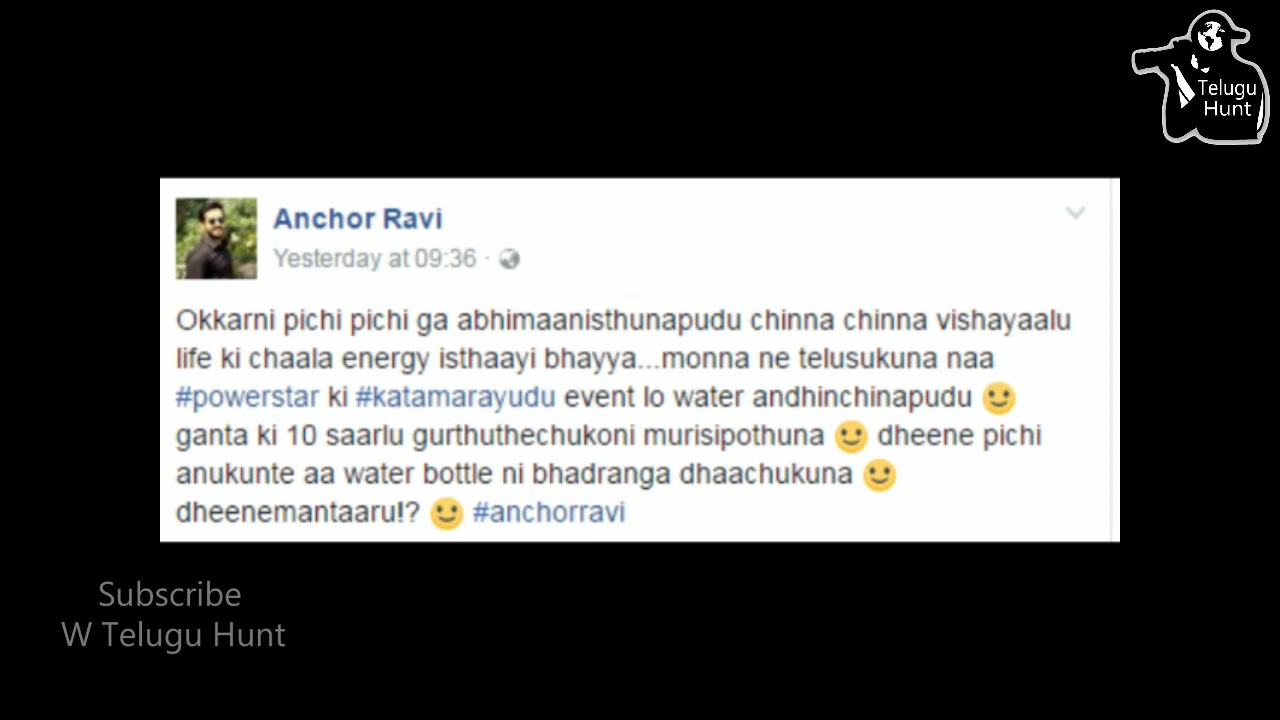 Telugu
Hunt
Anchor Ravi
Yesterday at 09:36 ·
Okkarni pichi pichi ga abhimaanisthunapudu chinna chinna vishayaalu
life ki chaala energy isthaayi bhayya...monna ne telusukuna naa
#powerstar ki #katamarayudu event lo water andhinchinapudu 🙂
ganta ki 10 saarlu gurthuthechukoni murisipothuna 🙂 dheene pichi
anukunte aa water bottle ni bhadranga dhaachukuna 🙂
dheenemantaaru!? 🙂 #anchorravi
Subscribe
W Telugu Hunt